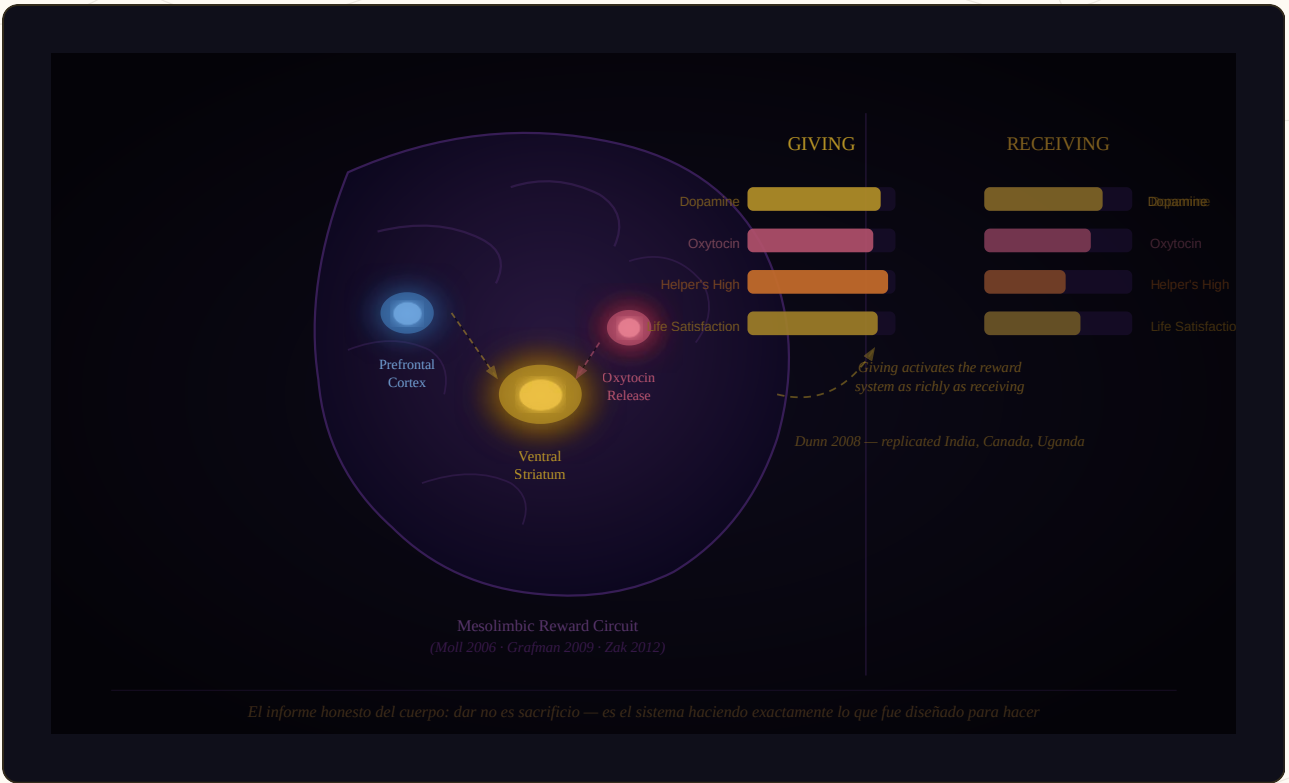 GIVING
RECEIVING
Dopamine
Oxytocin
Helper's High
Life Satisfaction
Dopamine
Oxytocin
Helper's High
Life Satisfactio
Prefrontal
Cortex
Oxytocin
Release
Ventral
Striatum
Giving activates the reward
system as richly as receiving
Dunn 2008 — replicated India, Canada, Uganda
Mesolimbic Reward Circuit
(Moll 2006 · Grafman 2009 · Zak 2012)
El informe honesto del cuerpo: dar no es sacrificio — es el sistema haciendo exactamente lo que fue diseñado para hacer